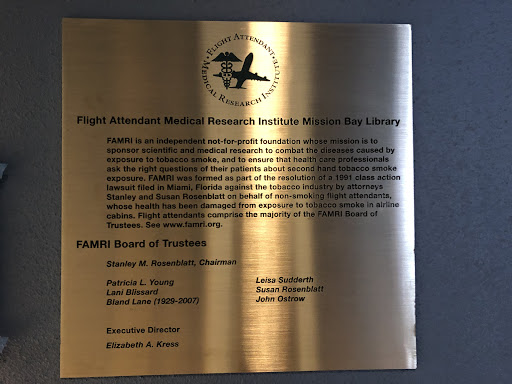 FLIGHT ATTENDANT
MEDICAL RESEARCH INSTITUTE
Flight Attendant Medical Research Institute Mission Bay Library
FAMRI is an independent not-for-profit foundation whose mission is to
sponsor scientific and medical research to combat the diseases caused by
exposure to tobacco smoke, and to ensure that health care professionals
ask the right questions of their patients about second hand tobacco smoke
exposure. FAMRI was formed as part of the resolution of a 1991 class action
lawsuit filed in Miami, Florida against the tobacco industry by attorneys
Stanley and Susan Rosenblatt on behalf of non-smoking flight attendants,
whose health has been damaged from exposure to tobacco smoke in airline
cabins. Flight attendants comprise the majority of the FAMRI Board of
Trustees. See www.famri.org.
FAMRI Board of Trustees
Stanley M. Rosenblatt, Chairman
Patricia L. Young
Lani Blissard
Bland Lane (1929-2007)
Leisa Sudderth
Susan Rosenblatt
John Ostrow
Executive Director
Elizabeth A. Kress